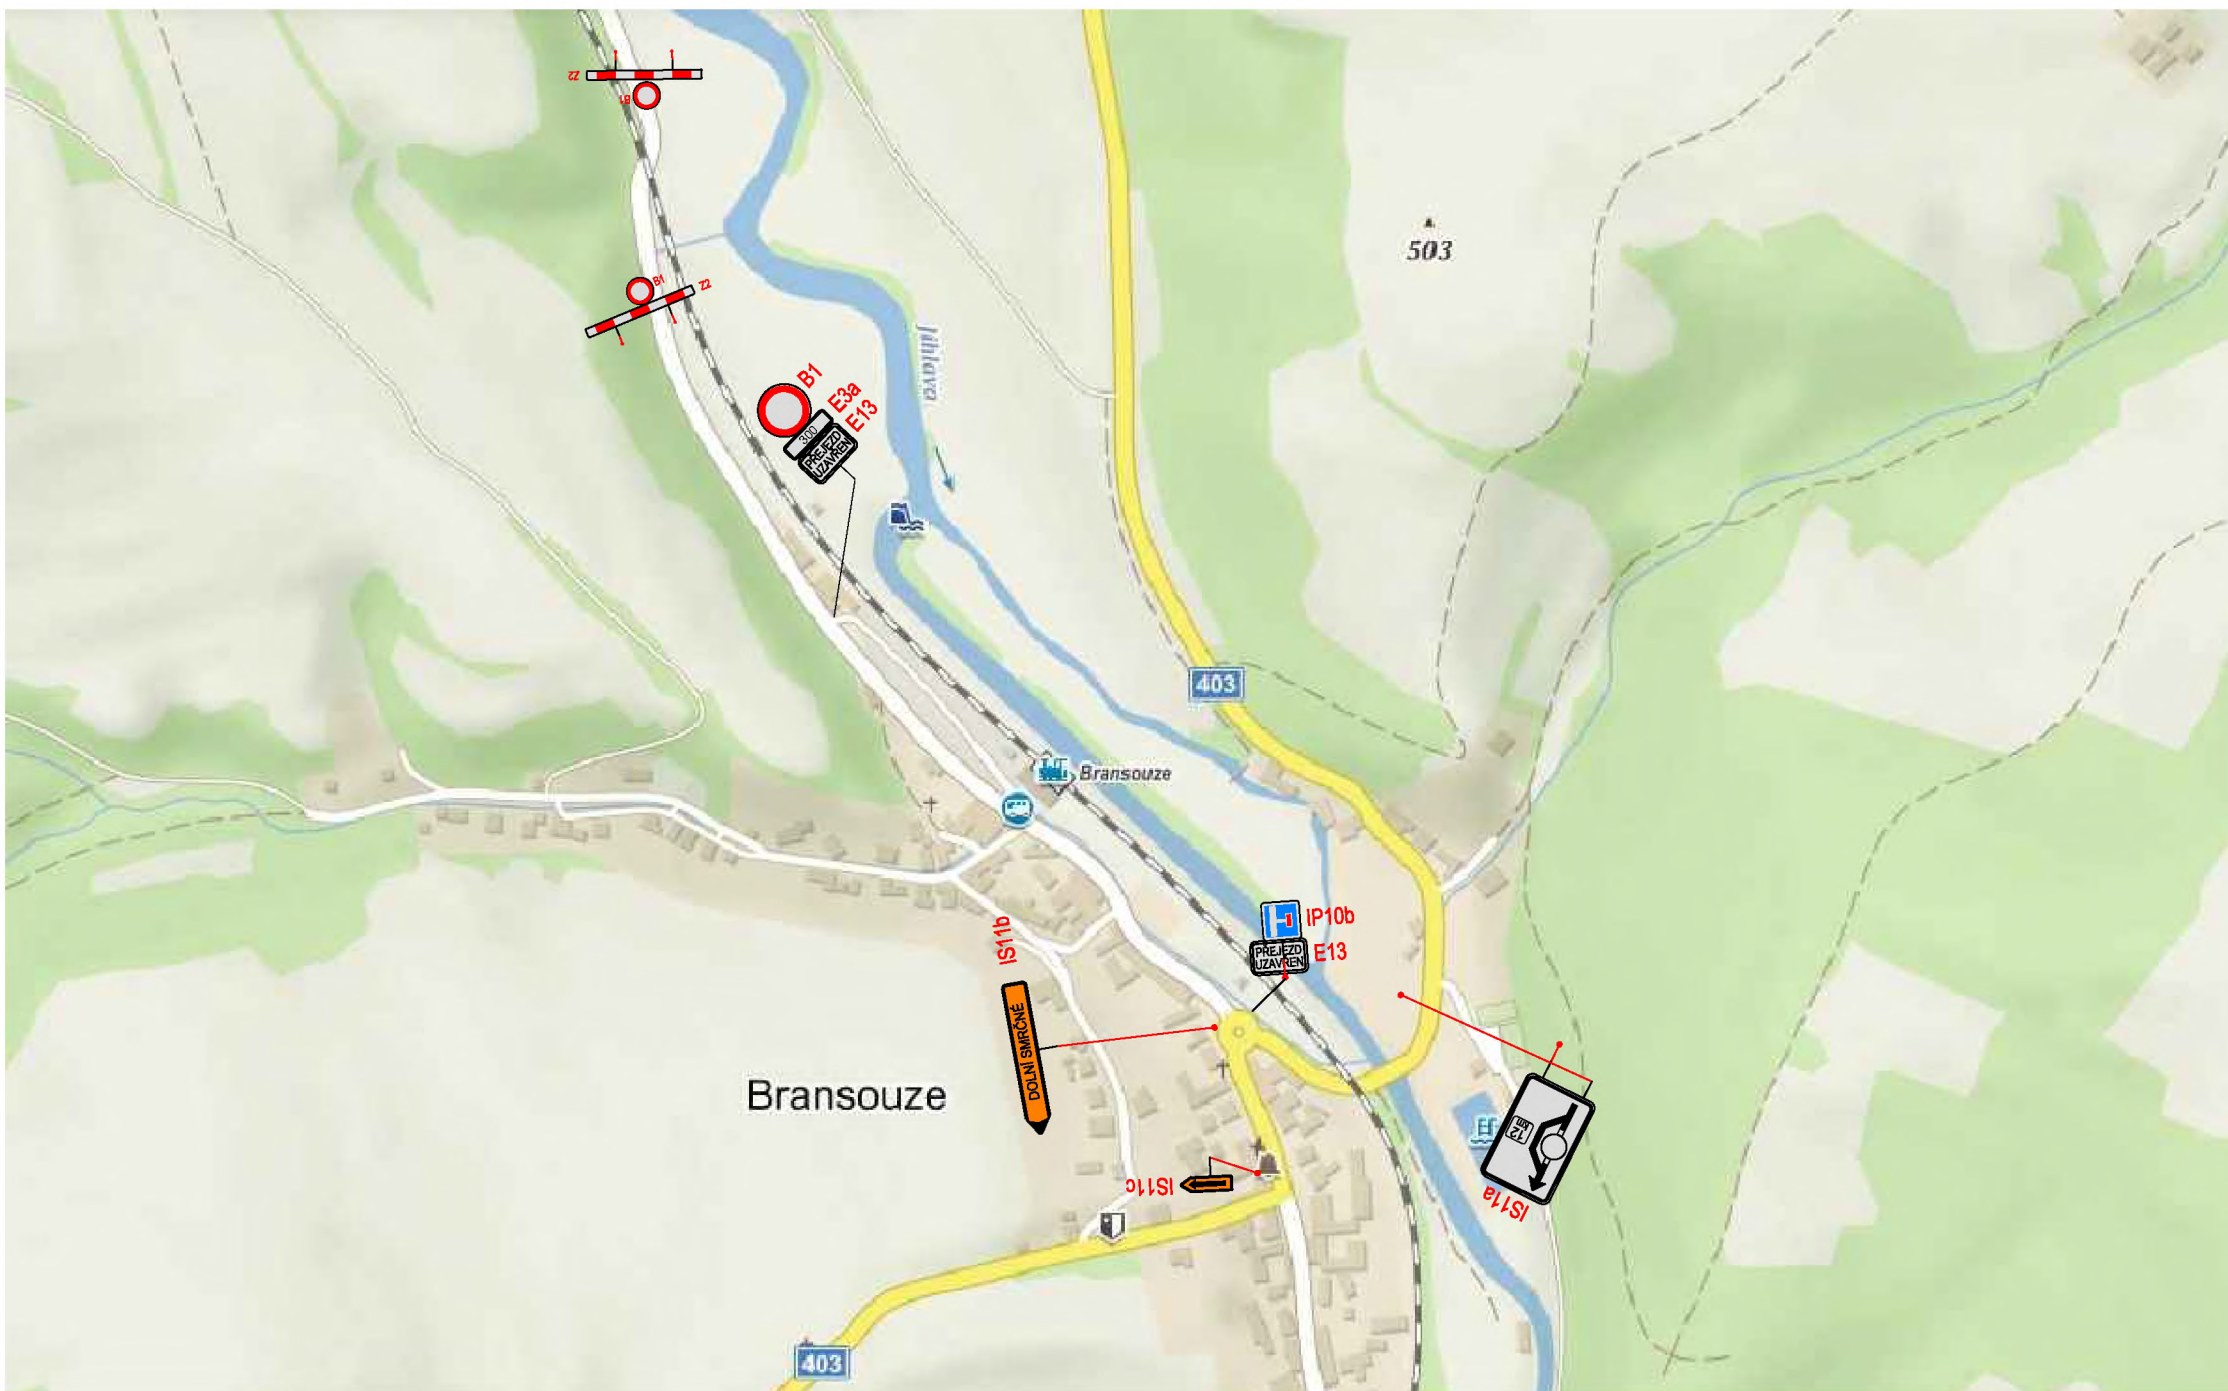 Z2
B1
503
B1
Z2
Jihlava
B1
E3a
E13
300
PŘEJEZD
UZAVŘEN
403
Bransouze
IS11b
IP10b
PŘEJEZD
UZAVŘEN
E13
DOLNÍ SMRČNÉ
Bransouze
12
km
IS11c
IS11a
403